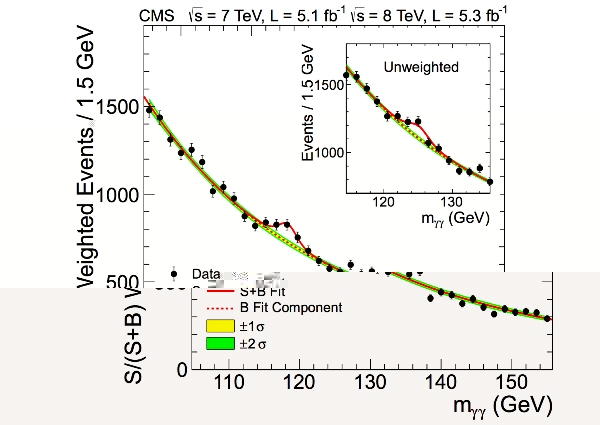 CMS √s = 7 TeV, L = 5.1 fb⁻¹ √s = 8 TeV, L = 5.3 fb⁻¹
S/(S+B) Weighted Events / 1.5 GeV
1500
1000
500
0
Unweighted
Events / 1.5 GeV
1500
1000
120 130
mγγ (GeV)
Data
S+B Fit
B Fit Component
±1σ
±2σ
110 120 130 140 150
mγγ (GeV)